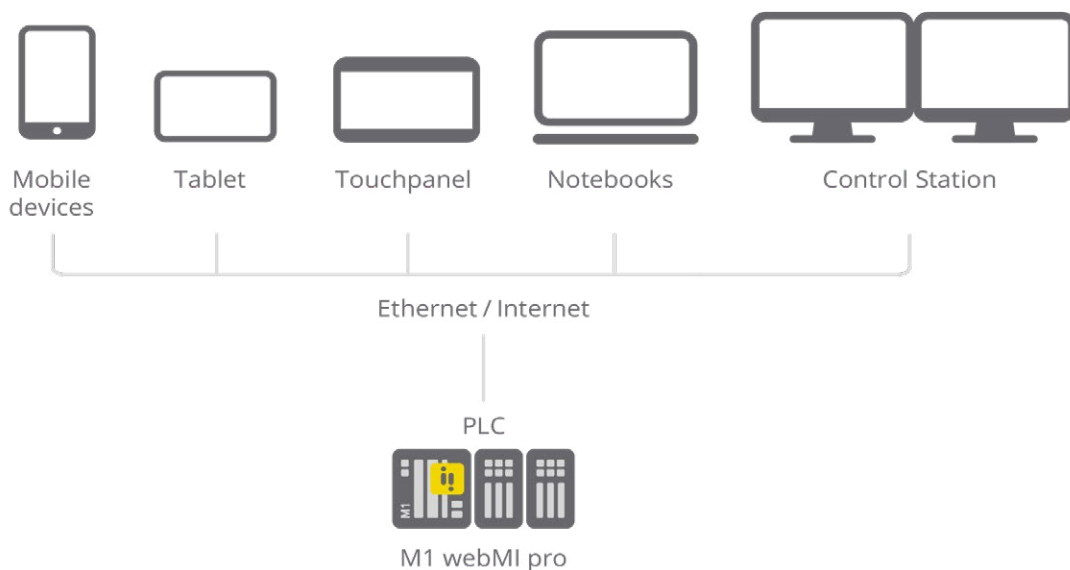 Mobile
devices
Tablet
Touchpanel
Notebooks
Control Station
Ethernet / Internet
PLC
M1
M1 webMI pro